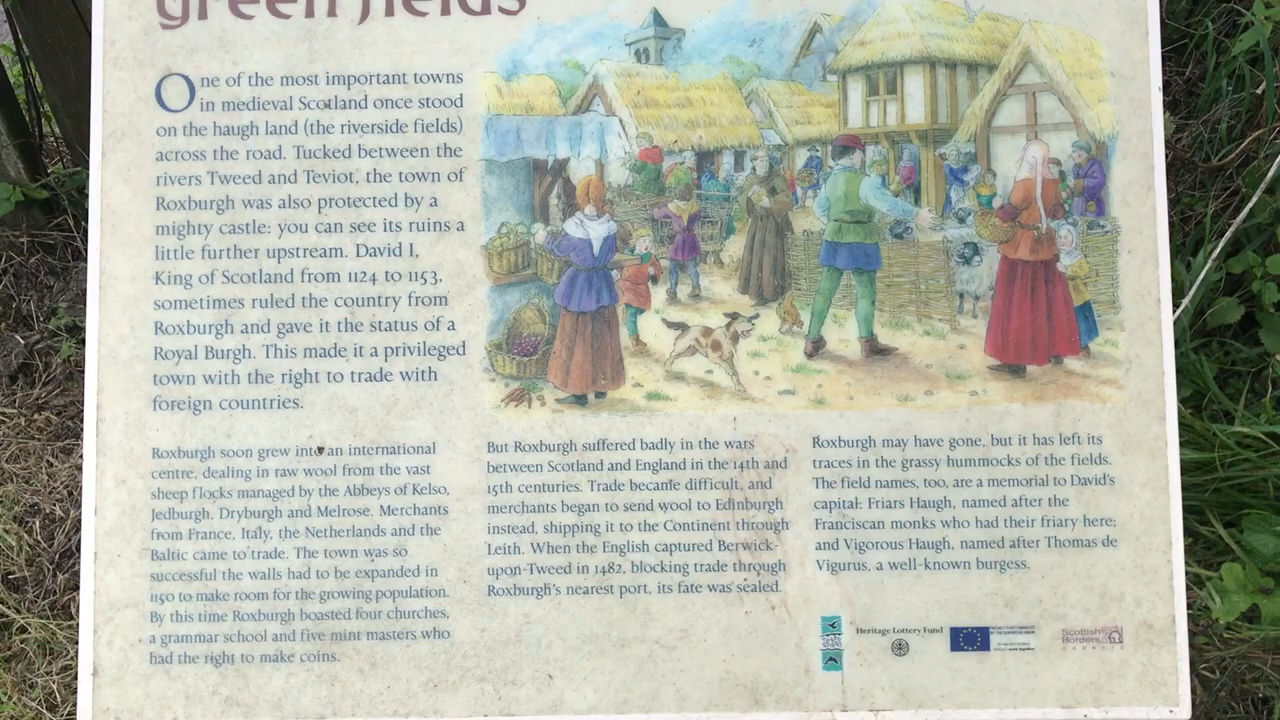 green fields
One of the most important towns
in medieval Scotland once stood
on the haugh land (the riverside fields)
across the road. Tucked between the
rivers Tweed and Teviot, the town of
Roxburgh was also protected by a
mighty castle: you can see its ruins a
little further upstream. David I,
King of Scotland from 1124 to 1153,
sometimes ruled the country from
Roxburgh and gave it the status of a
Royal Burgh. This made it a privileged
town with the right to trade with
foreign countries.
Roxburgh soon grew into an international
centre, dealing in raw wool from the vast
sheep flocks managed by the Abbeys of Kelso,
Jedburgh, Dryburgh and Melrose. Merchants
from France, Italy, the Netherlands and the
Baltic came to trade. The town was so
successful the walls had to be expanded in
1150 to make room for the growing population.
By this time Roxburgh boasted four churches,
a grammar school and five mint masters who
had the right to make coins.
But Roxburgh suffered badly in the wars
between Scotland and England in the 14th and
15th centuries. Trade became difficult, and
merchants began to send wool to Edinburgh
instead, shipping it to the Continent through
Leith. When the English captured Berwick-
upon-Tweed in 1482, blocking trade through
Roxburgh's nearest port, its fate was sealed.
Roxburgh may have gone, but it has left its
traces in the grassy hummocks of the fields.
The field names, too, are a memorial to David's
capital: Friars Haugh, named after the
Franciscan monks who had their friary here;
and Vigorous Haugh, named after Thomas de
Vigurus, a well-known burgess.
Heritage Lottery Fund
Scottish
Borders